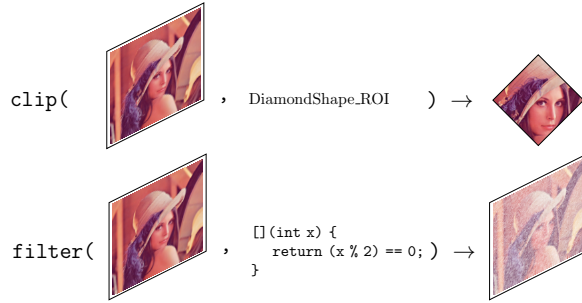 clip( , DiamondShape_ROI ) →
filter( , [](int x) { return (x % 2) == 0; } ) →